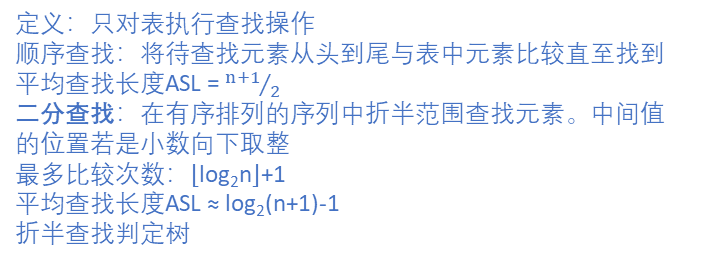 定义：只对表执行查找操作
顺序查找：将待查找元素从头到尾与表中元素比较直至找到
平均查找长度ASL = n+1/2
二分查找：在有序排列的序列中折半范围查找元素。中间值
的位置若是小数向下取整
最多比较次数：⌊log₂n⌋+1
平均查找长度ASL ≈ log₂(n+1)-1
折半查找判定树